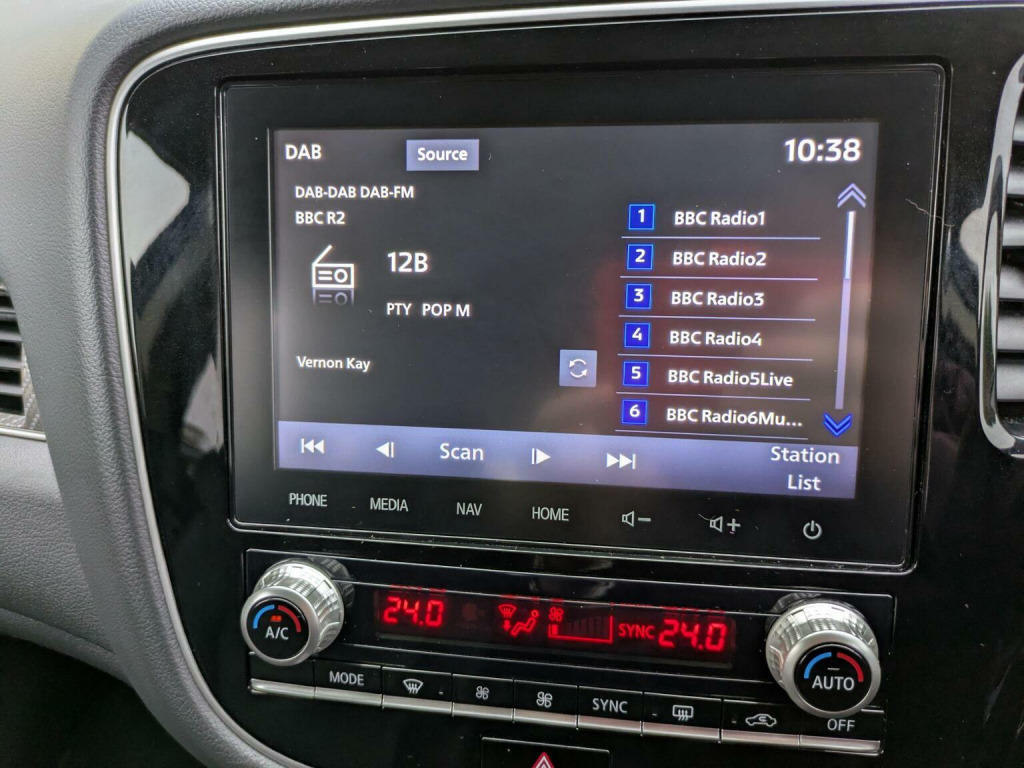 DAB
Source
10:38
DAB-DAB DAB-FM
BBC R2
12B
PTY POP M
Vernon Kay
1 BBC Radio1
2 BBC Radio2
3 BBC Radio3
4 BBC Radio4
5 BBC Radio5Live
6 BBC Radio6Mu...
Scan
Station
List
PHONE
MEDIA
NAV
HOME
24.0
SYNC
24.0
A/C
AUTO
MODE
SYNC
OFF